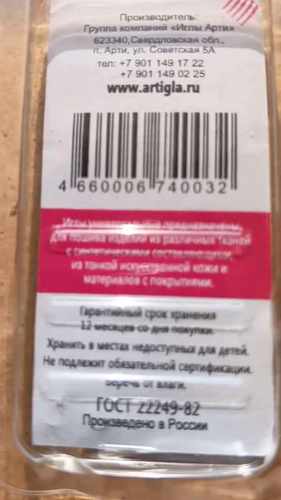 Производитель:
Группа компаний «Иглы Арти»
623340,Свердловская обл.,
п. Арти, ул. Советская 5А
тел: +7 901 149 17 22
+7 901 149 02 25
www.artigla.ru
4 660006 740032
Иглы универсальные предназначены
для пошива изделий из различных тканей
с синтетическими составляющими,
из тонкой искусственной кожи и
материалов с покрытиями.
Гарантийный срок хранения
12 месяцев со дня покупки.
Хранить в местах недоступных для детей.
Не подлежит обязательной сертификации.
Беречь от влаги.
ГОСТ 22249-82
Произведено в России